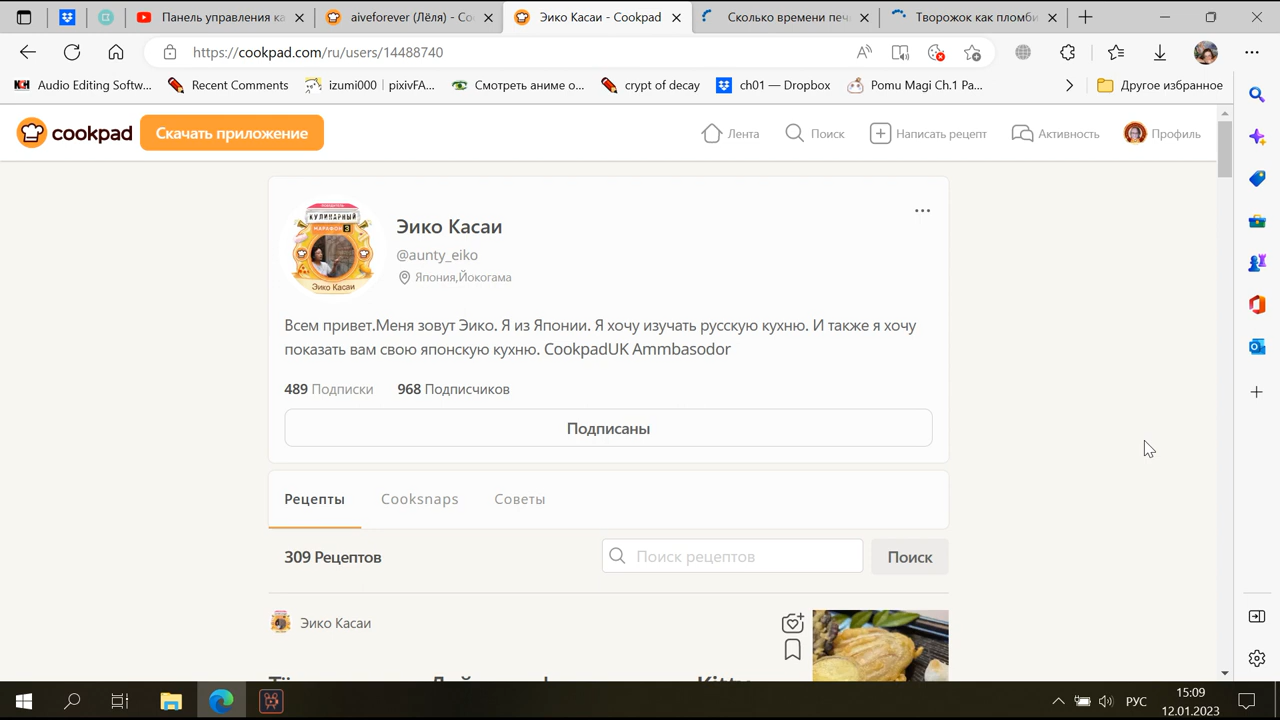 Панель управления ка
aiveforever (Лёля) - Co
Эико Касаи - Cookpad
Сколько времени печ
Творожок как пломби
https://cookpad.com/ru/users/14488740
Audio Editing Softw...
Recent Comments
izumi000 | pixivFA...
Смотреть аниме о...
crypt of decay
ch01 — Dropbox
Pomu Magi Ch.1 Pa...
Другое избранное
cookpad
Скачать приложение
Лента
Поиск
Написать рецепт
Активность
Профиль
КУЛИНАРНЫЙ
МАРАФОН 3
Эико Касаи
Эико Касаи
@aunty_eiko
Япония,Йокогама
Всем привет.Меня зовут Эико. Я из Японии. Я хочу изучать русскую кухню. И также я хочу
показать вам свою японскую кухню. CookpadUK Ammbasodor
489 Подписки 968 Подписчиков
Подписаны
Рецепты Cooksnaps Советы
309 Рецептов
Поиск рецептов
Поиск
Эико Касаи
РУС
15:09
12.01.2023